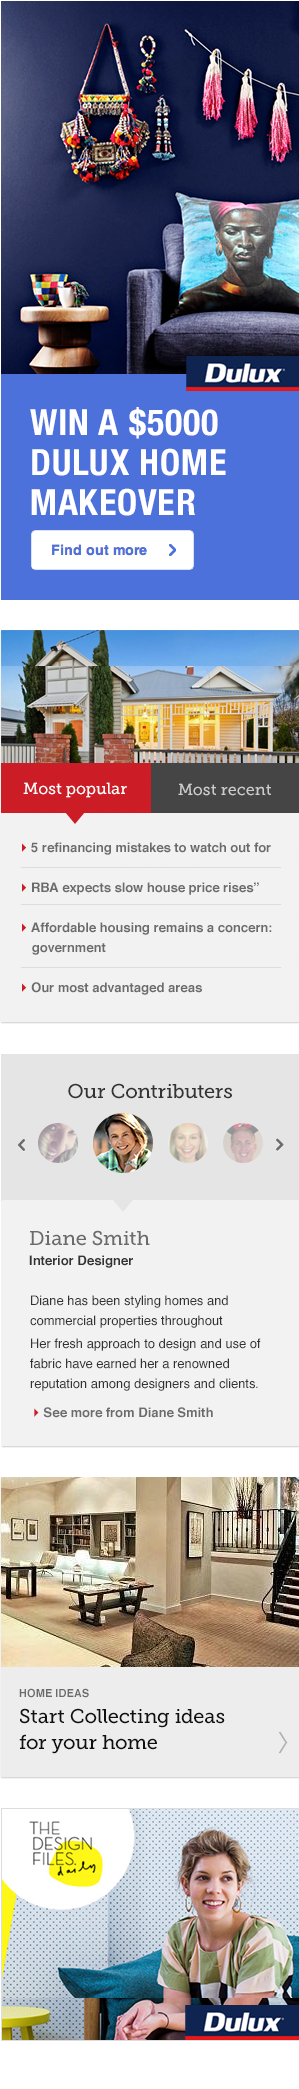 Dulux
WIN A $5000
DULUX HOME
MAKEOVER
Find out more
Most popular
Most recent
5 refinancing mistakes to watch out for
RBA expects slow house price rises”
Affordable housing remains a concern:
government
Our most advantaged areas
Our Contributers
Diane Smith
Interior Designer
Diane has been styling homes and
commercial properties throughout
Her fresh approach to design and use of
fabric have earned her a renowned
reputation among designers and clients.
See more from Diane Smith
HOME IDEAS
Start Collecting ideas
for your home
THE
DESIGN
FILES
daily
Dulux